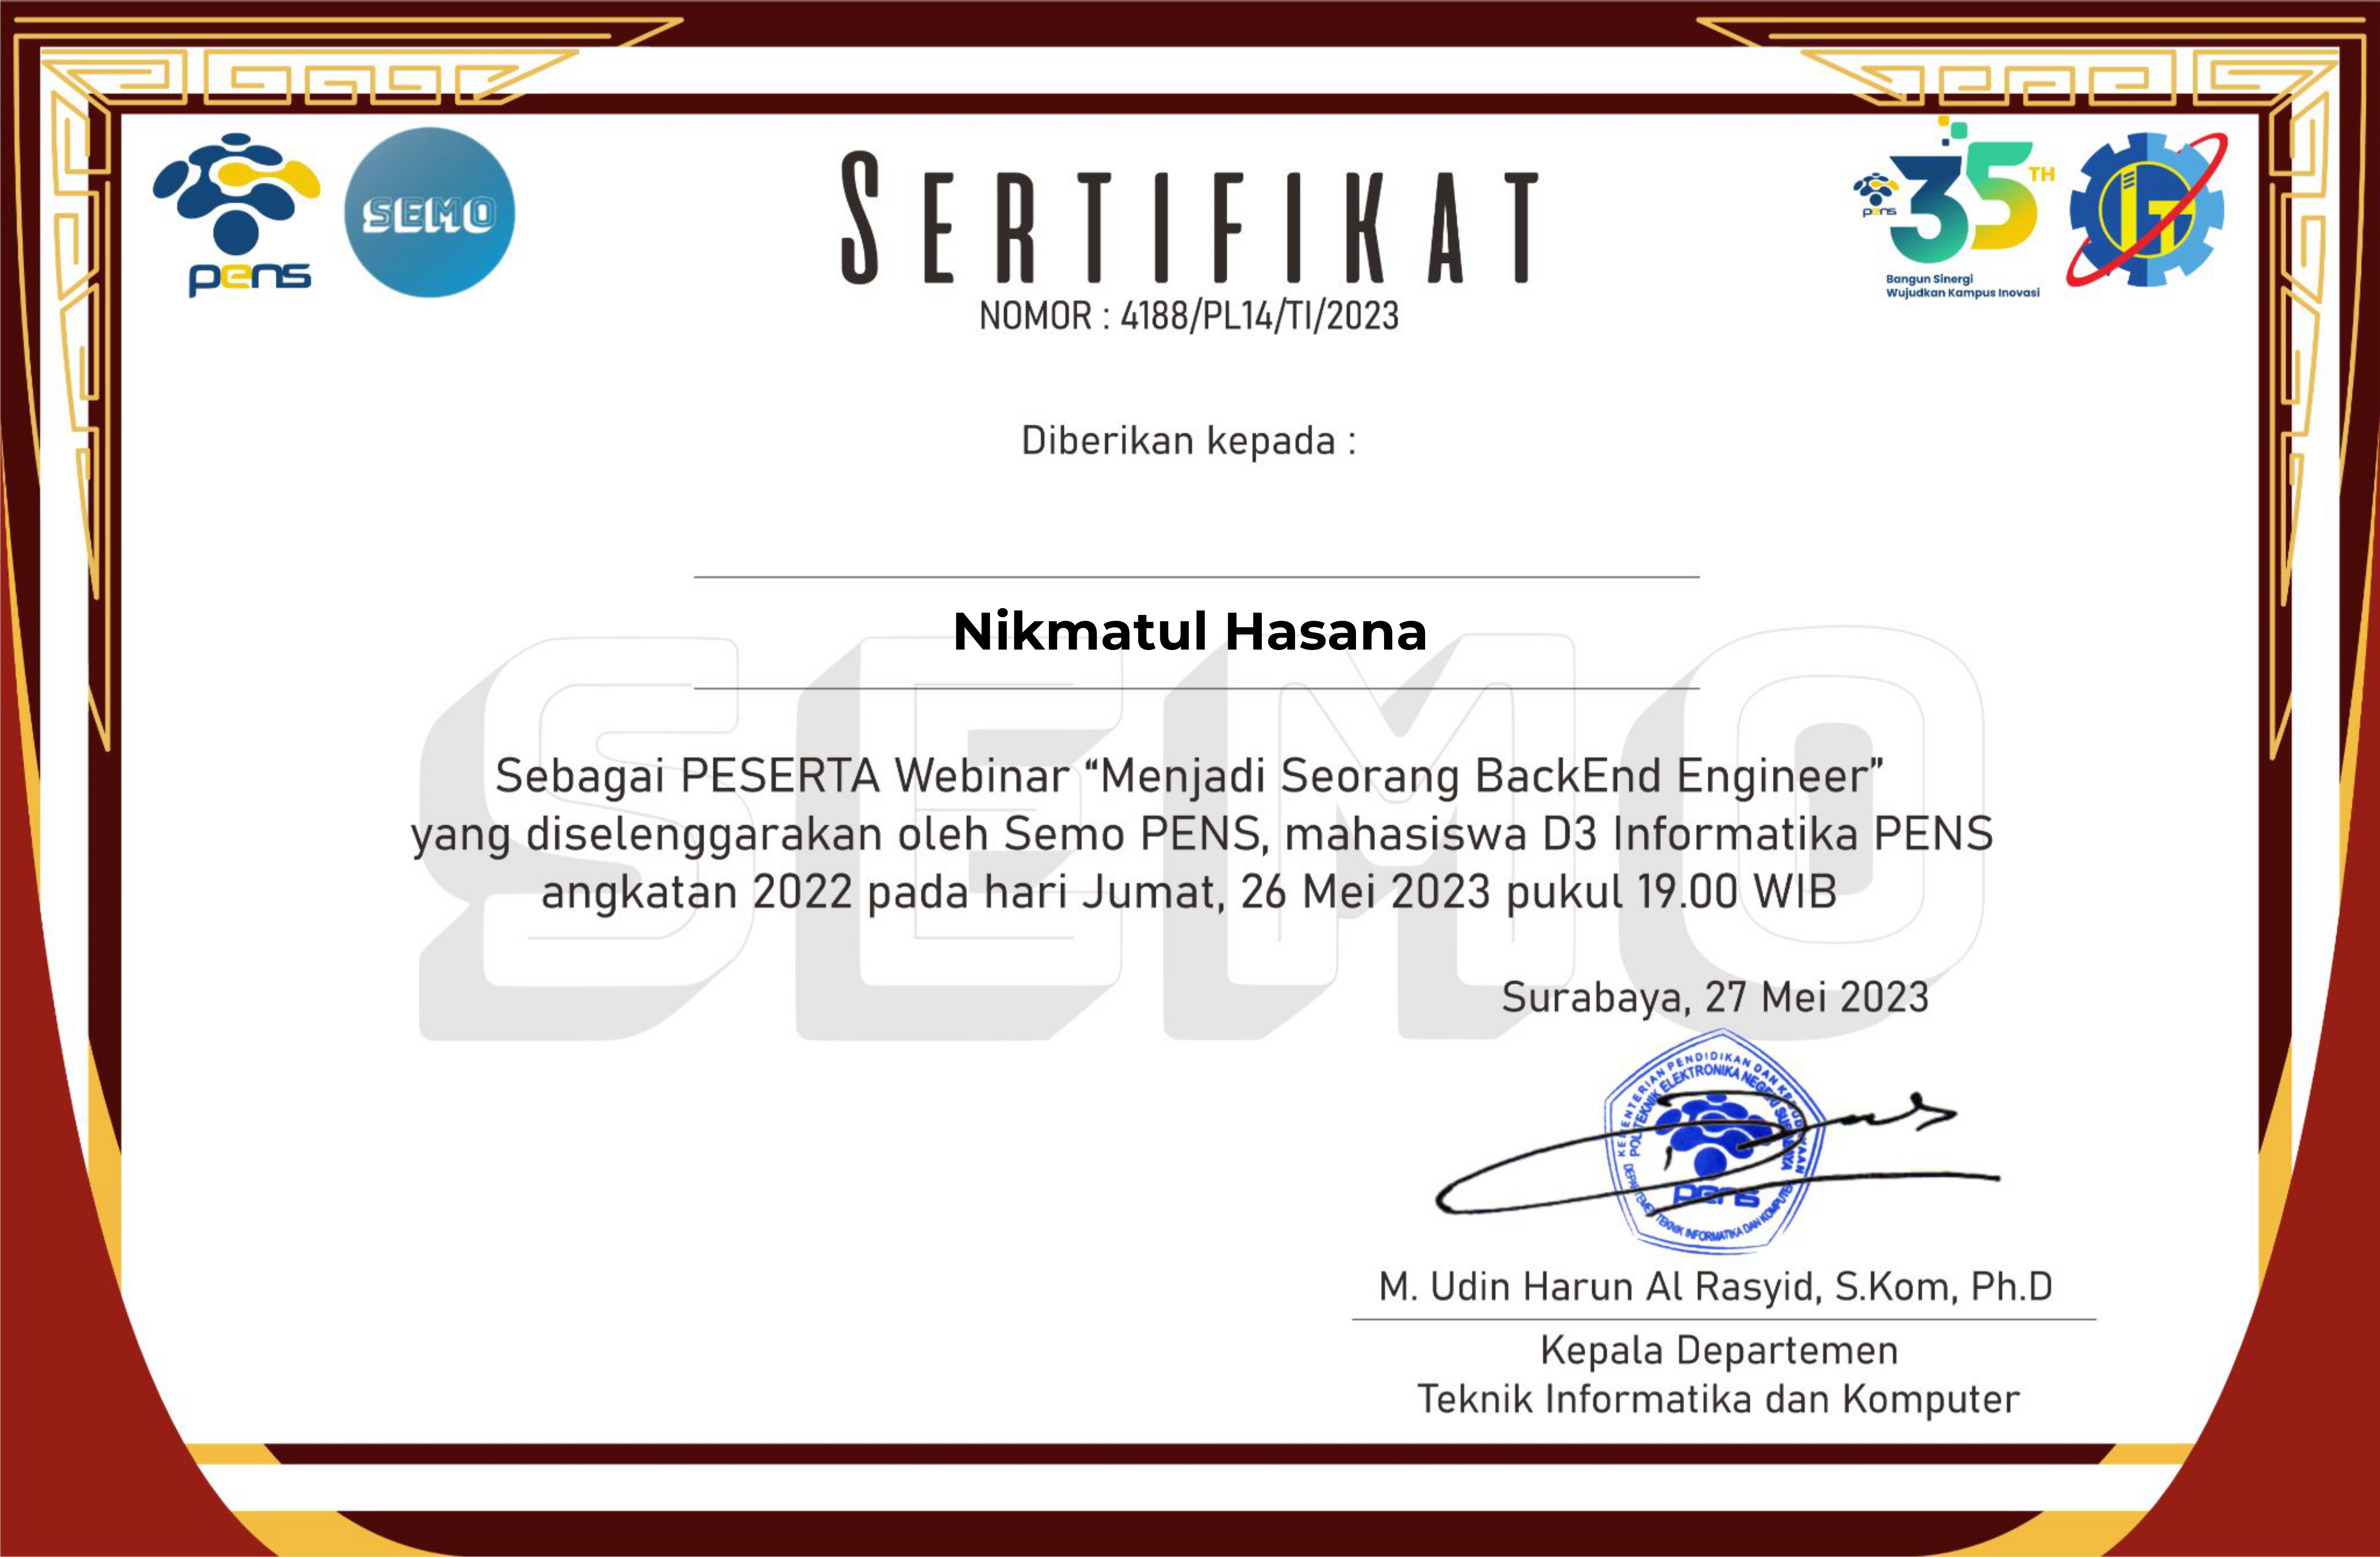 pens
SEMO
SERTIFIKAT
NOMOR : 4188/PL14/TI/2023
pens
35TH
Bangun Sinergi
Wujudkan Kampus Inovasi
IT
Diberikan kepada :
Nikmatul Hasana
SEMO
Sebagai PESERTA Webinar “Menjadi Seorang BackEnd Engineer”
yang diselenggarakan oleh Semo PENS, mahasiswa D3 Informatika PENS
angkatan 2022 pada hari Jumat, 26 Mei 2023 pukul 19.00 WIB
Surabaya, 27 Mei 2023
KEMENTERIAN PENDIDIKAN DAN KEBUDAYAAN
POLITEKNIK ELEKTRONIKA NEGERI SURABAYA
pens
DEPARTEMEN TEKNIK INFORMATIKA DAN KOMPUTER
M. Udin Harun Al Rasyid, S.Kom, Ph.D
Kepala Departemen
Teknik Informatika dan Komputer